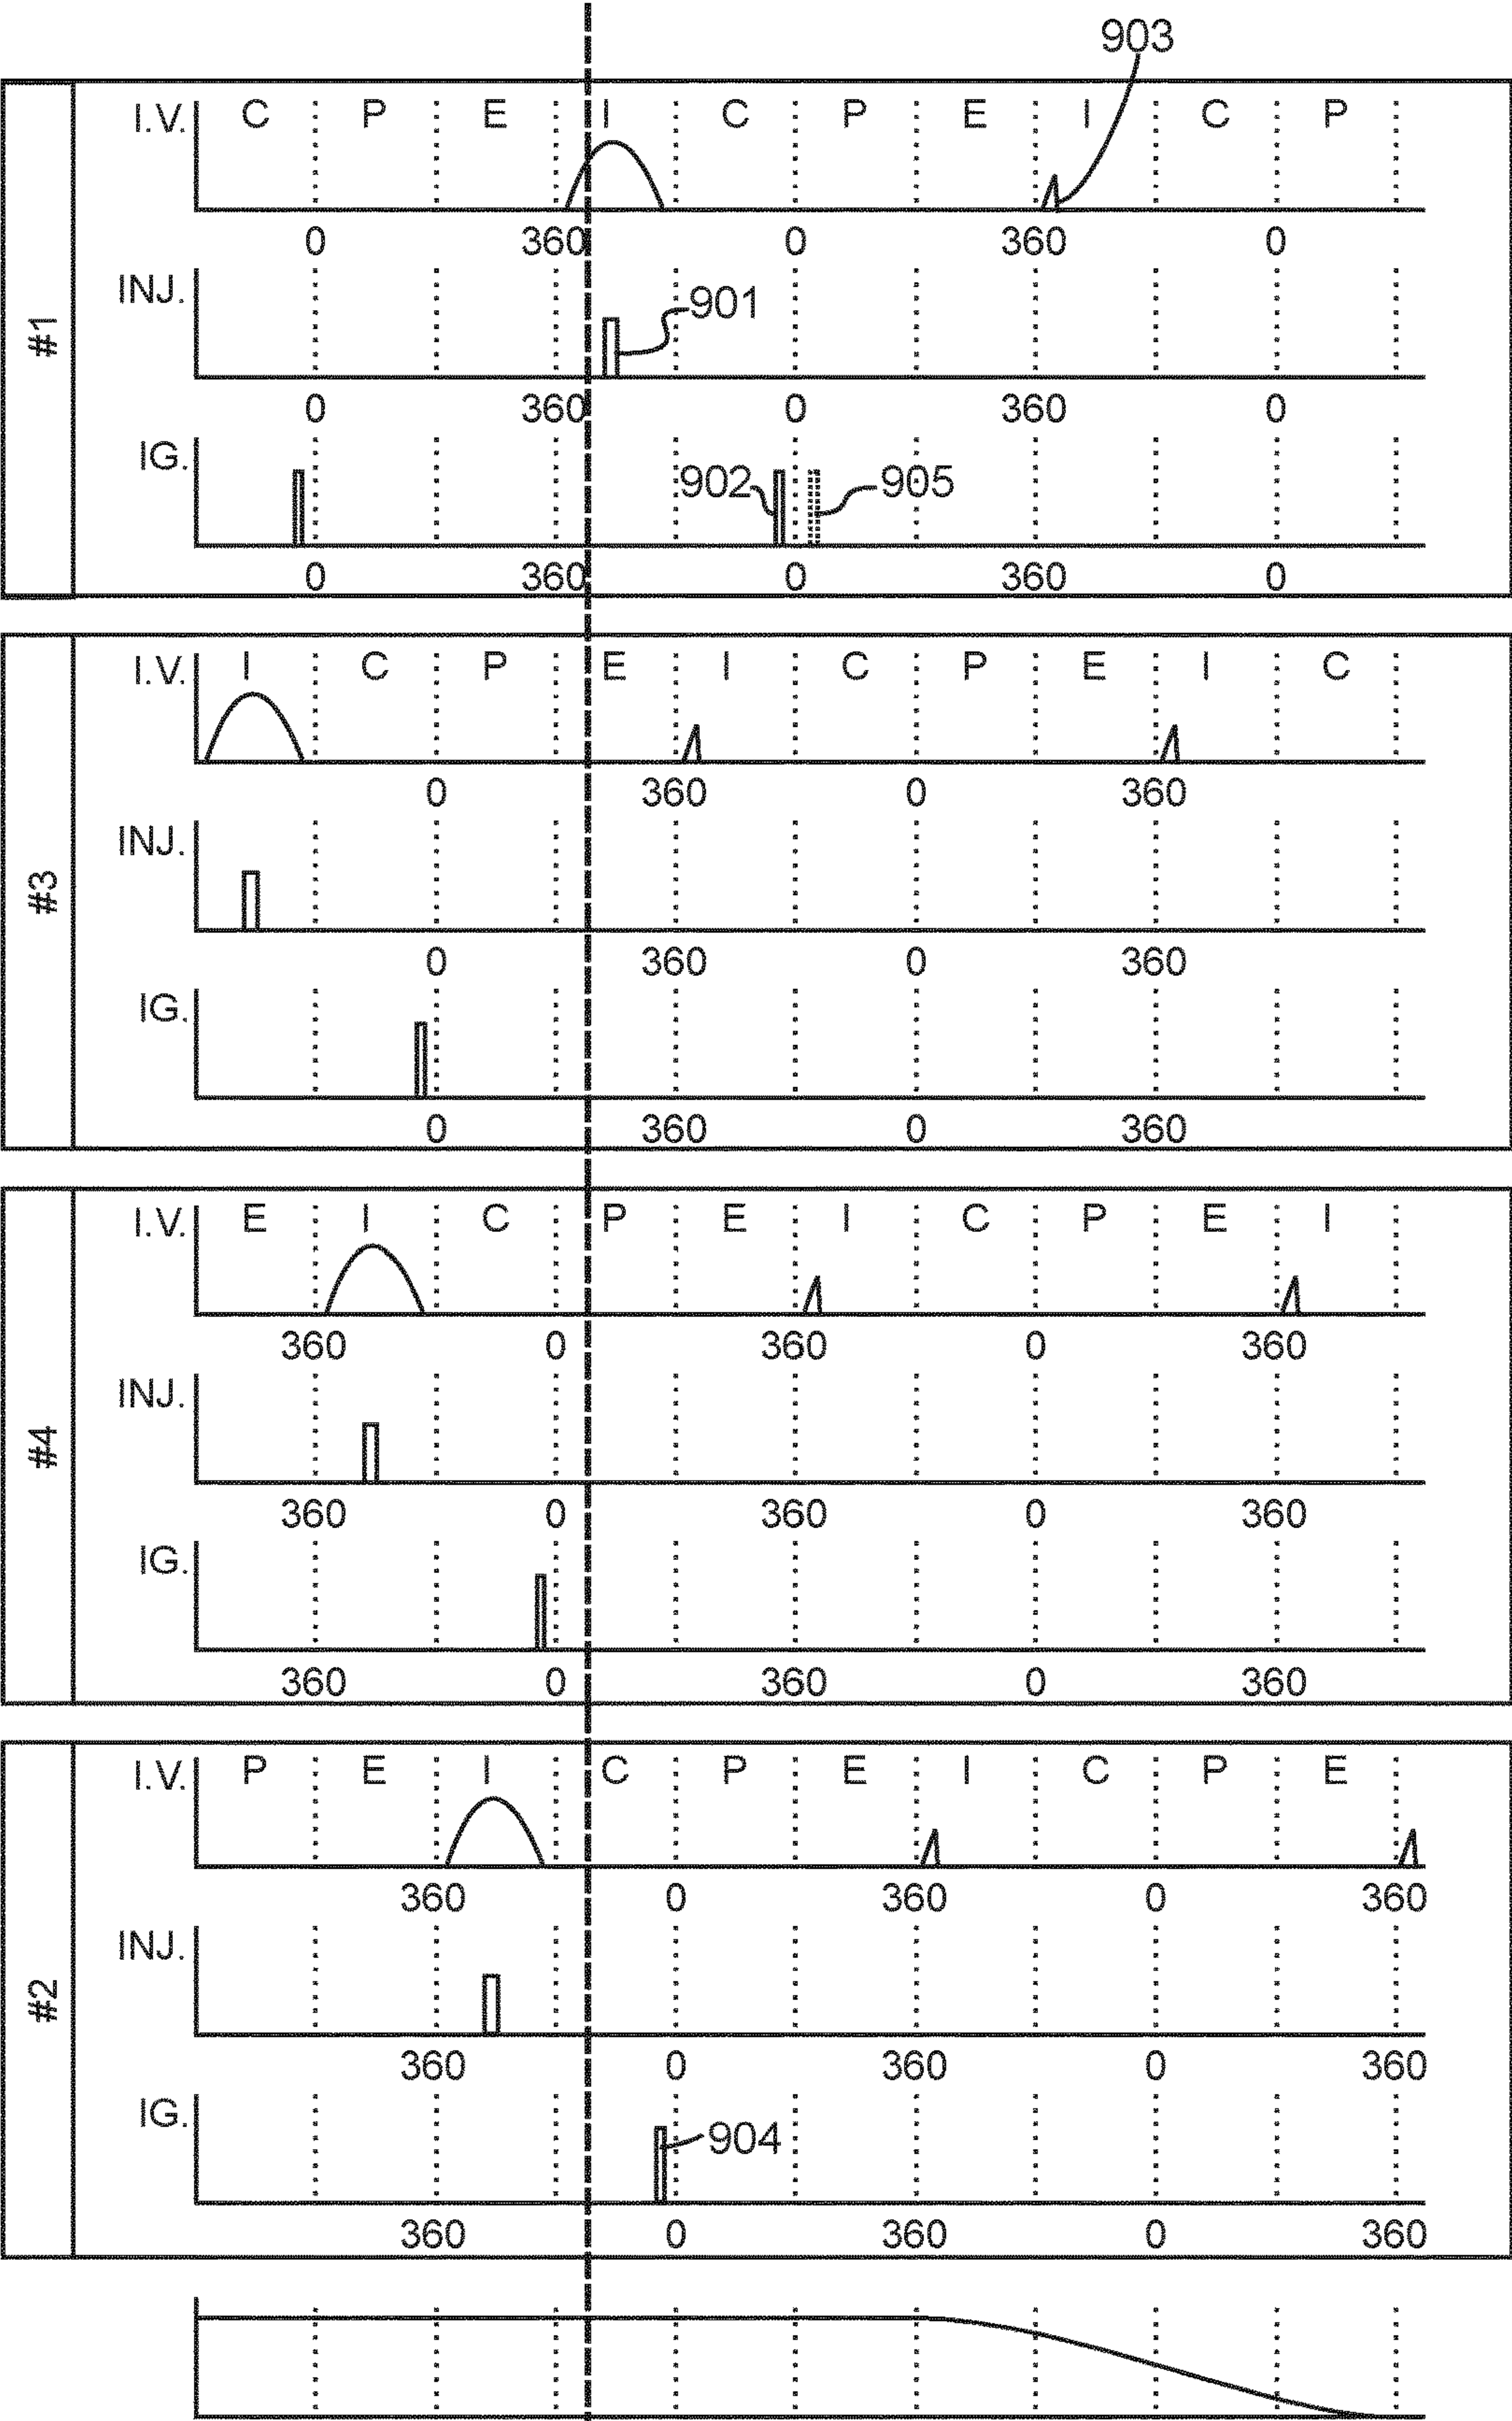 903
#1
I.V. C P E I C P E I C P
0 360 0 360 0
INJ. 901
0 360 0 360 0
IG. 902 905
0 360 0 360 0
#3
I.V. I C P E I C P E I C
0 360 0 360
INJ.
0 360 0 360
IG.
0 360 0 360
#4
I.V. E I C P E I C P E I
360 0 360 0 360
INJ.
360 0 360 0 360
IG.
360 0 360 0 360
#2
I.V. P E I C P E I C P E
360 0 360 0 360
INJ.
360 0 360 0 360
IG. 904
360 0 360 0 360